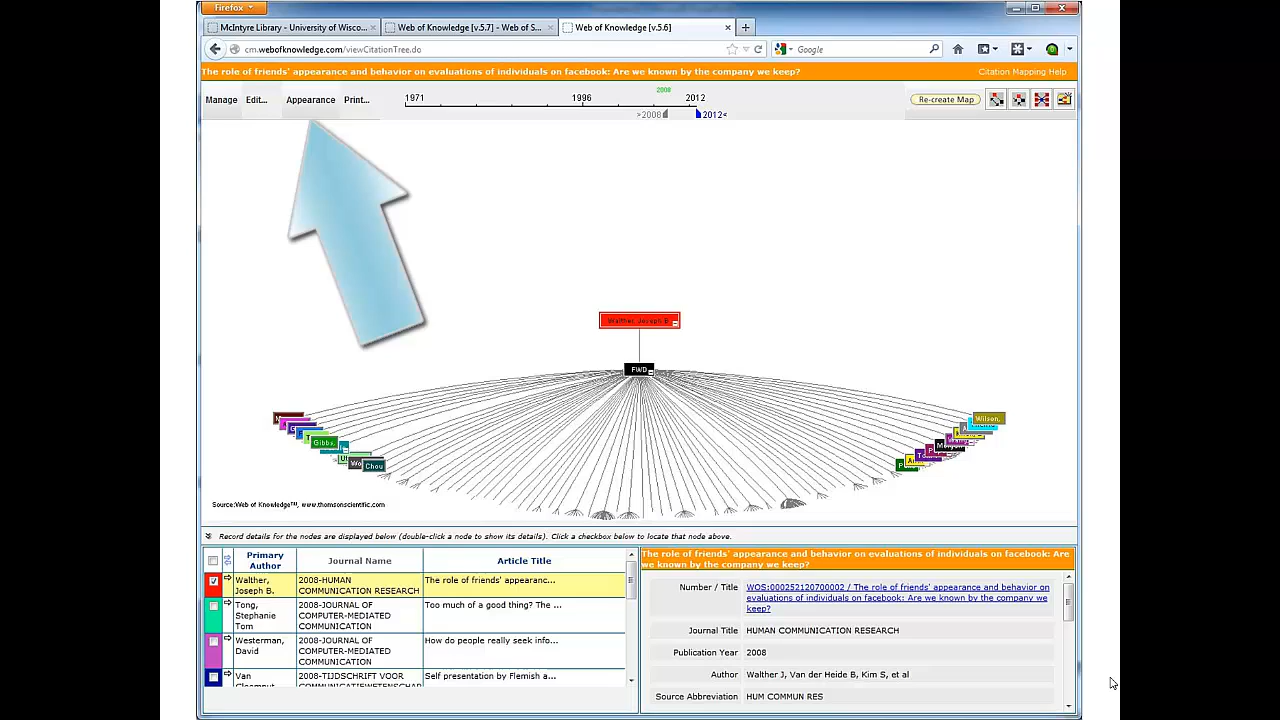 Firefox
McIntyre Library - University of Wisco...
Web of Knowledge [v.5.7] - Web of S...
Web of Knowledge [v.5.6]
cm.webofknowledge.com/viewCitationTree.do
Google
The role of friends' appearance and behavior on evaluations of individuals on facebook: Are we known by the company we keep?
Citation Mapping Help
Manage Edit... Appearance Print...
1971 1996 2008 2012
>2008 2012<
Re-create Map
Walther, Joseph B.
FWD
Gibbs,
Chou
Wilson,
Source:Web of Knowledge™, www.thomsonscientific.com
Record details for the nodes are displayed below (double-click a node to show its details). Click a checkbox below to locate that node above.
Primary Author
Journal Name
Article Title
Walther, Joseph B.
2008-HUMAN COMMUNICATION RESEARCH
The role of friends' appearanc...
Tong, Stephanie Tom
2008-JOURNAL OF COMPUTER-MEDIATED COMMUNICATION
Too much of a good thing? The ...
Westerman, David
2008-JOURNAL OF COMPUTER-MEDIATED COMMUNICATION
How do people really seek info...
Van
2008-TIJDSCHRIFT VOOR
Self presentation by Flemish a...
The role of friends' appearance and behavior on evaluations of individuals on facebook: Are
we known by the company we keep?
Number / Title
WOS:000252120700002 / The role of friends' appearance and behavior on
evaluations of individuals on facebook: Are we known by the company we
keep?
Journal Title HUMAN COMMUNICATION RESEARCH
Publication Year 2008
Author Walther J, Van der Heide B, Kim S, et al
Source Abbreviation HUM COMMUN RES